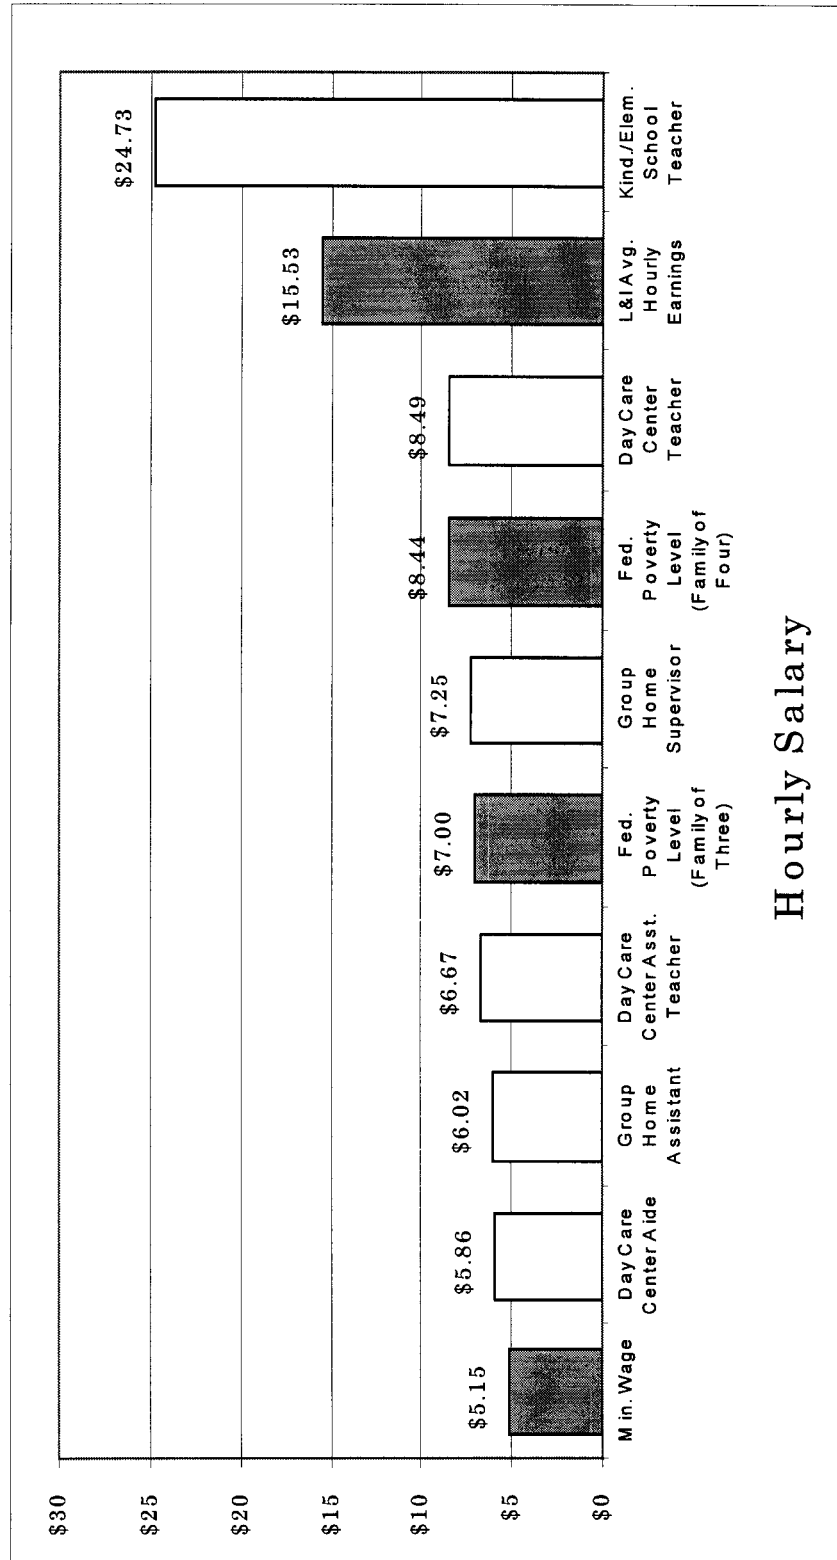 $30
$25
$20
$15
$10
$5
$0
$5.15
$5.86
$6.02
$6.67
$7.00
$7.25
$8.44
$8.49
$15.53
$24.73
Min. Wage
Day Care
Center Aide
Group
Home
Assistant
Day Care
Center Asst.
Teacher
Fed.
Poverty
Level
(Family of
Three)
Group
Home
Supervisor
Fed.
Poverty
Level
(Family of
Four)
Day Care
Center
Teacher
L&I Avg.
Hourly
Earnings
Kind./Elem.
School
Teacher
Hourly Salary